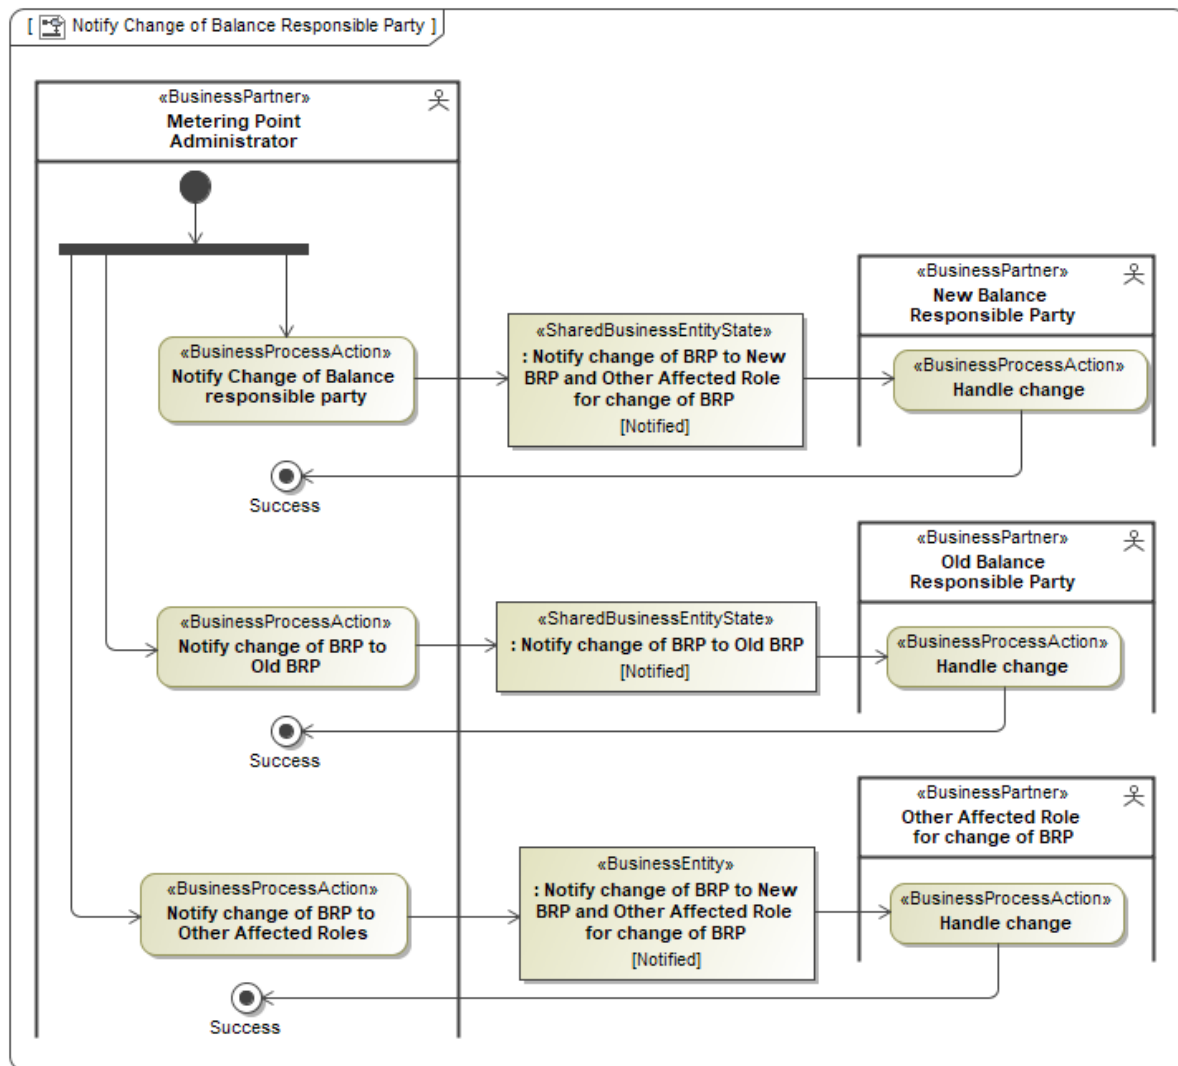 [ Notify Change of Balance Responsible Party ]
«BusinessPartner»
Metering Point
Administrator
«BusinessPartner»
New Balance
Responsible Party
«BusinessProcessAction»
Notify Change of Balance
responsible party
«SharedBusinessEntityState»
: Notify change of BRP to New
BRP and Other Affected Role
for change of BRP
[Notified]
«BusinessProcessAction»
Handle change
Success
«BusinessPartner»
Old Balance
Responsible Party
«BusinessProcessAction»
Notify change of BRP to
Old BRP
«SharedBusinessEntityState»
: Notify change of BRP to Old BRP
[Notified]
«BusinessProcessAction»
Handle change
Success
«BusinessPartner»
Other Affected Role
for change of BRP
«BusinessProcessAction»
Notify change of BRP to
Other Affected Roles
«BusinessEntity»
: Notify change of BRP to New
BRP and Other Affected Role
for change of BRP
[Notified]
«BusinessProcessAction»
Handle change
Success